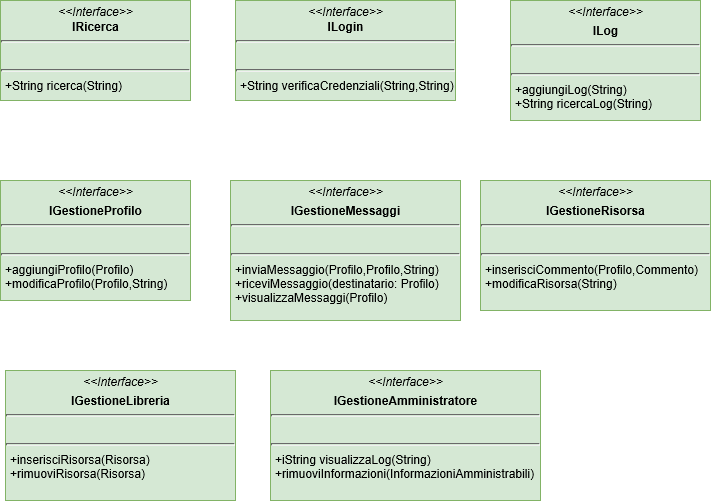 <<Interface>>
IRicerca
+String ricerca(String)
<<Interface>>
ILogin
+String verificaCredenziali(String,String)
<<Interface>>
ILog
+aggiungiLog(String)
+String ricercaLog(String)
<<Interface>>
IGestioneProfilo
+aggiungiProfilo(Profilo)
+modificaProfilo(Profilo,String)
<<Interface>>
IGestioneMessaggi
+inviaMessaggio(Profilo,Profilo,String)
+riceviMessaggio(destinatario: Profilo)
+visualizzaMessaggi(Profilo)
<<Interface>>
IGestioneRisorsa
+inserisciCommento(Profilo,Commento)
+modificaRisorsa(String)
<<Interface>>
IGestioneLibreria
+inserisciRisorsa(Risorsa)
+rimuoviRisorsa(Risorsa)
<<Interface>>
IGestioneAmministratore
+iString visualizzaLog(String)
+rimuoviInformazioni(InformazioniAmministrabili)